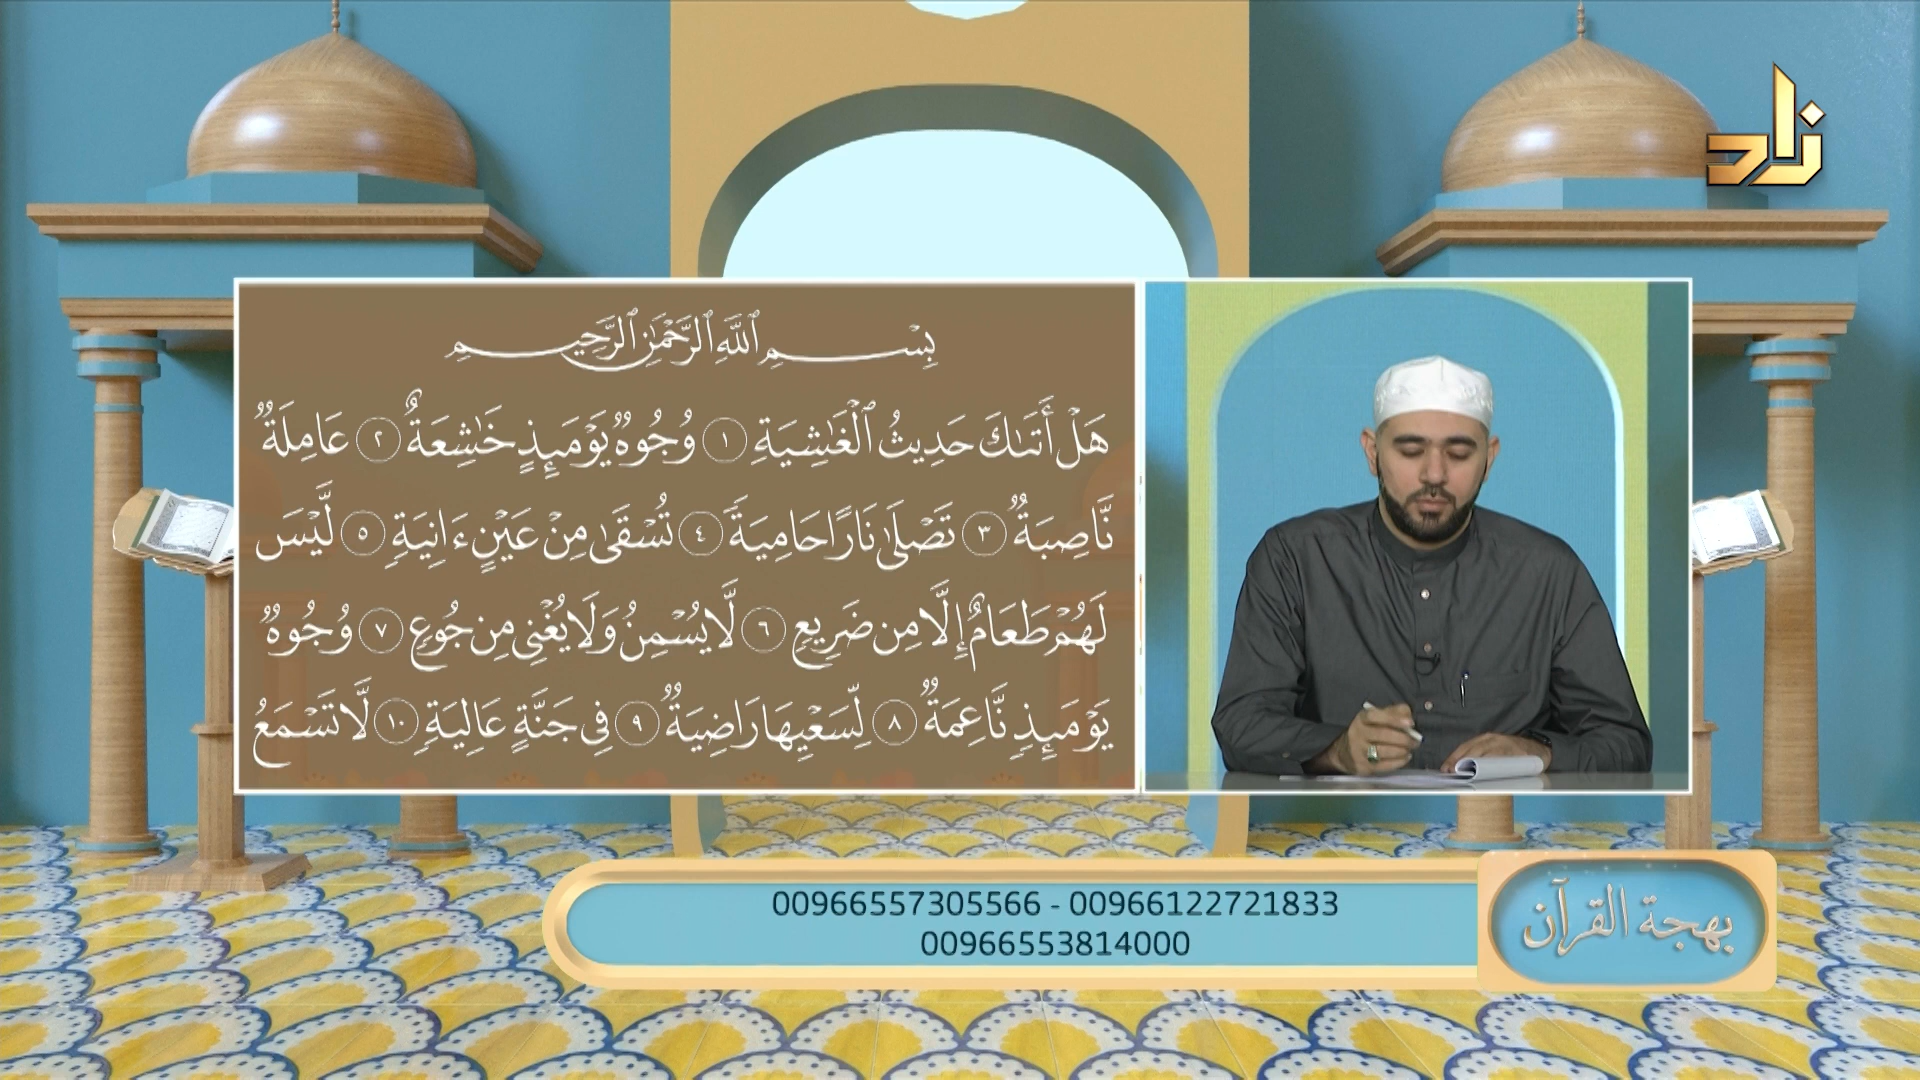 زاد
بِسْمِ ٱللَّهِ ٱلرَّحْمَٰنِ ٱلرَّحِيمِ
هَلْ أَتَىٰكَ حَدِيثُ ٱلْغَٰشِيَةِ ١ وُجُوهٌ يَوْمَئِذٍ خَٰشِعَةٌ ٢ عَامِلَةٌ
نَّاصِبَةٌ ٣ تَصْلَىٰ نَارًا حَامِيَةً ٤ تُسْقَىٰ مِنْ عَيْنٍ ءَانِيَةٍ ٥ لَّيْسَ
لَهُمْ طَعَامٌ إِلَّا مِن ضَرِيعٍ ٦ لَّا يُسْمِنُ وَلَا يُغْنِى مِن جُوعٍ ٧ وُجُوهٌ
يَوْمَئِذٍ نَّاعِمَةٌ ٨ لِّسَعْيِهَا رَاضِيَةٌ ٩ فِى جَنَّةٍ عَالِيَةٍ ١٠ لَّا تَسْمَعُ
00966557305566 - 00966122721833
00966553814000
بهجة القرآن